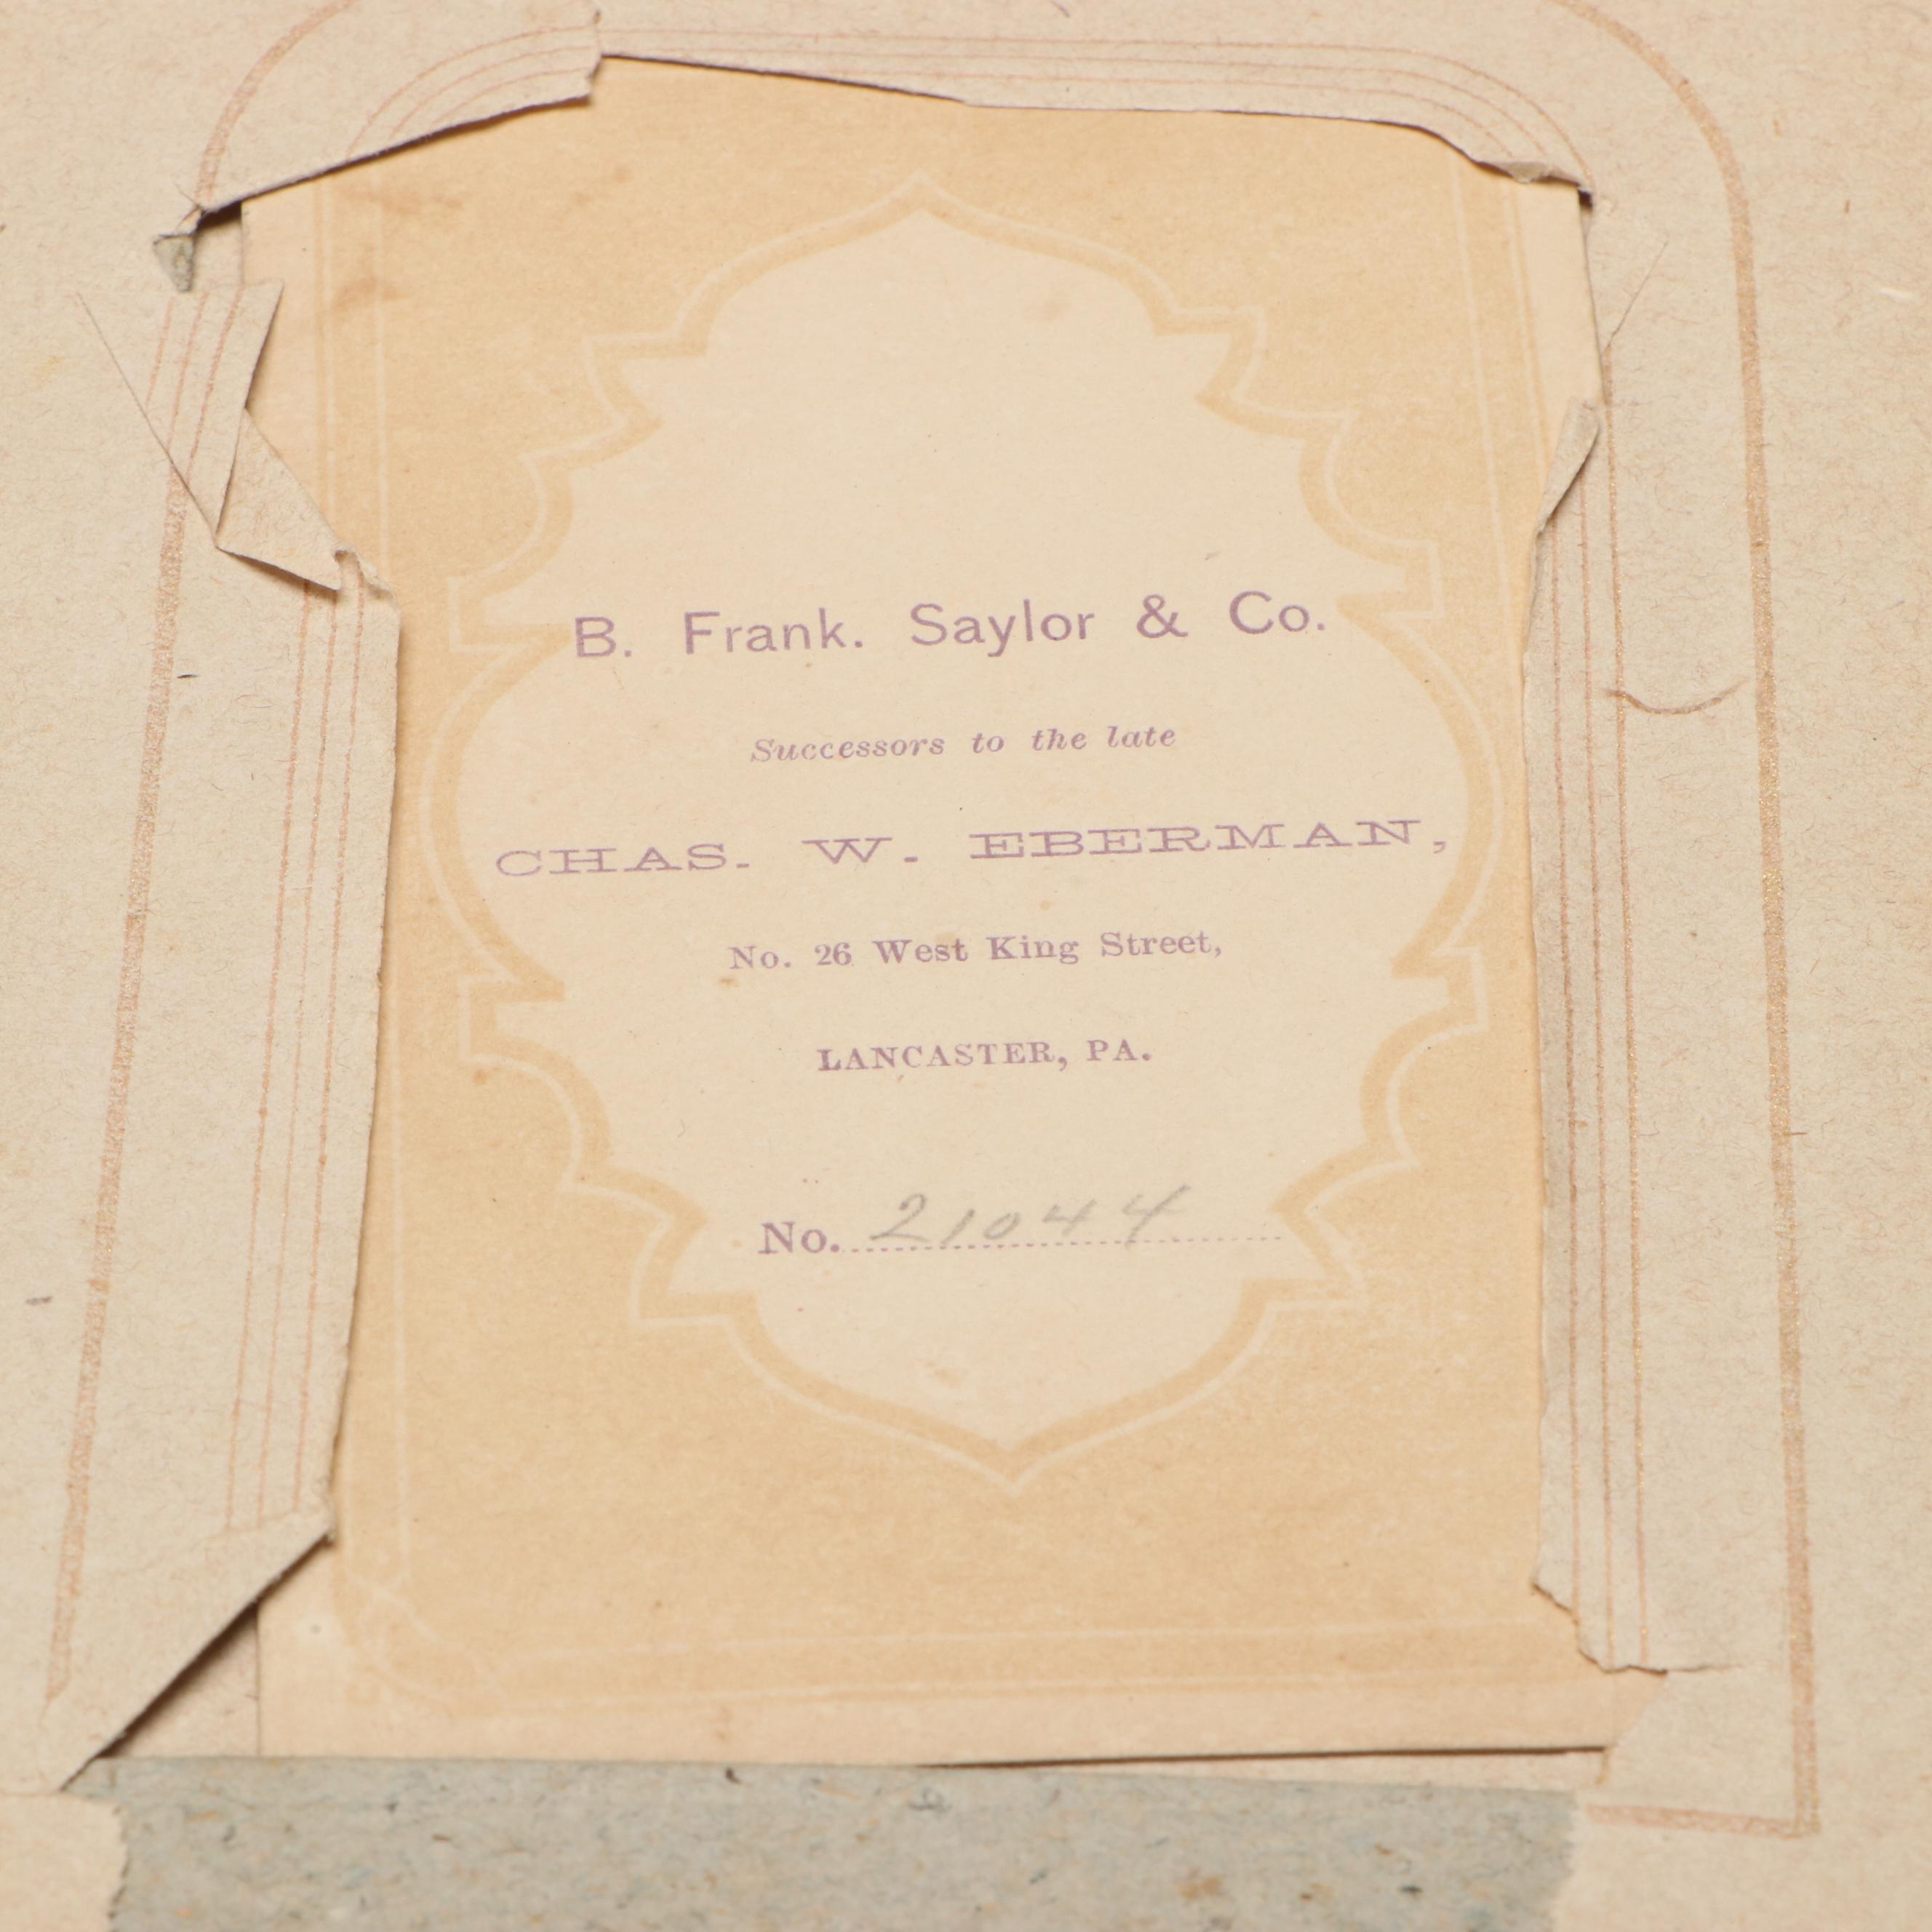 B. Frank. Saylor & Co.
Successors to the late
CHAS. W. EBERMAN,
No. 26 West King Street,
LANCASTER, PA.
No. 21044